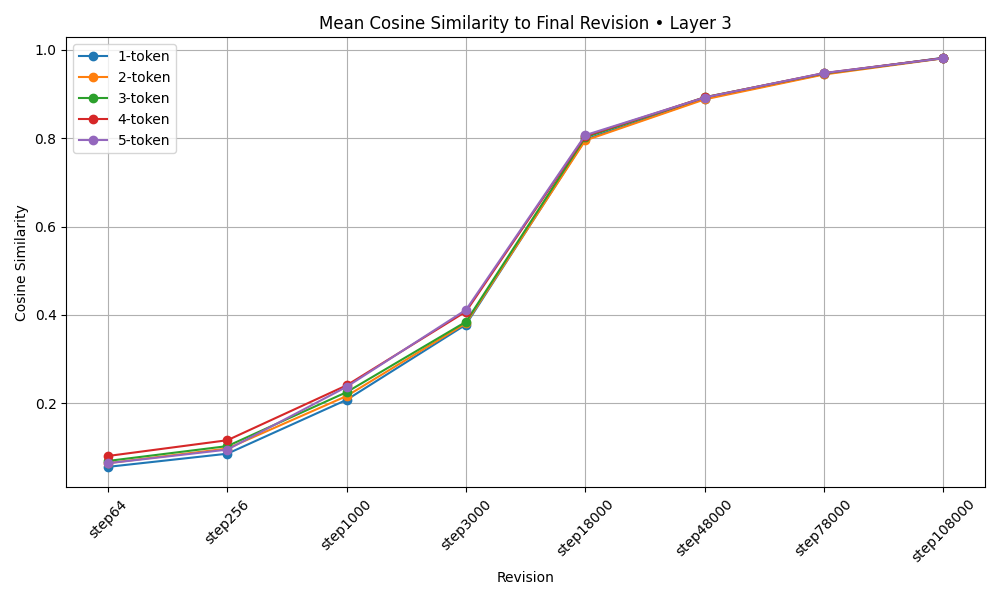 Mean Cosine Similarity to Final Revision • Layer 3
1-token
2-token
3-token
4-token
5-token
Cosine Similarity
1.0
0.8
0.6
0.4
0.2
step64
step256
step1000
step3000
step18000
step48000
step78000
step108000
Revision